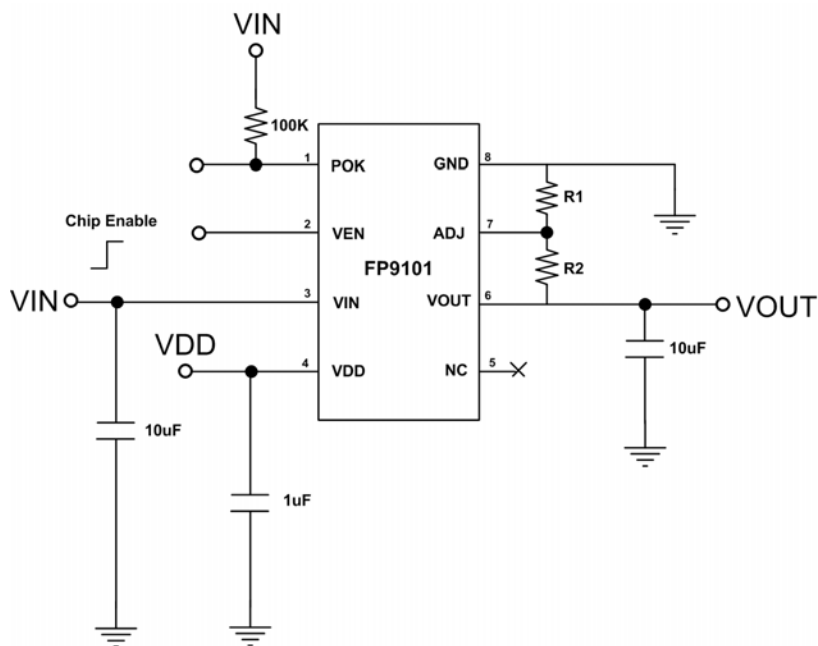 VIN
100K
1 POK
GND 8
R1
Chip Enable
2 VEN
ADJ 7
FP9101
R2
VIN
3 VIN
VOUT 6
VOUT
VDD
4 VDD
NC 5
10uF
10uF
1uF